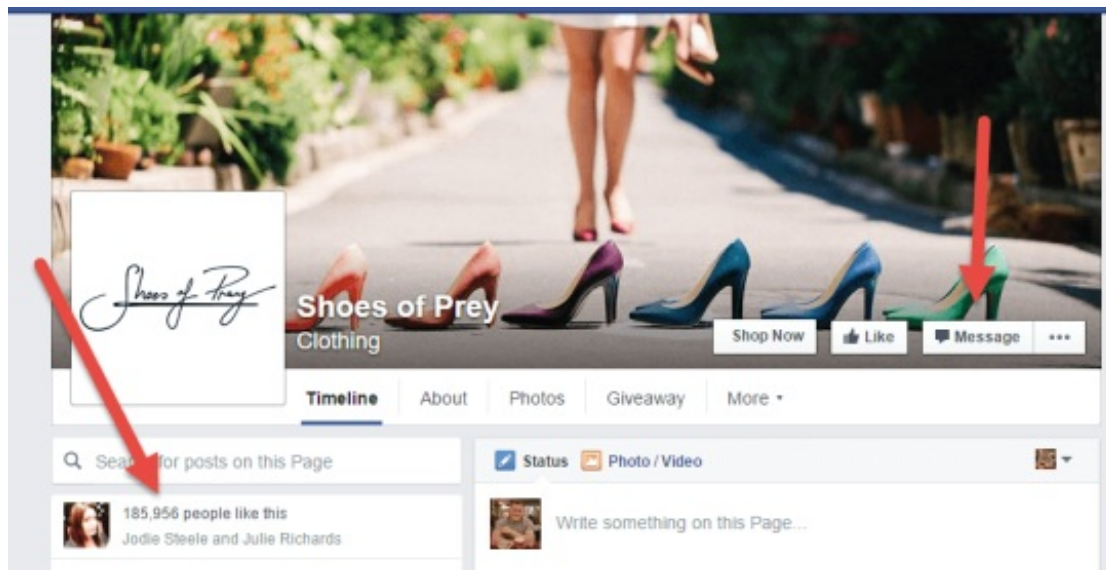 Shoes of Prey
Shoes of Prey
Clothing
Shop Now Like Message
Timeline About Photos Giveaway More
Search for posts on this Page
Status Photo / Video
185,956 people like this
Jodie Steele and Julie Richards
Write something on this Page...